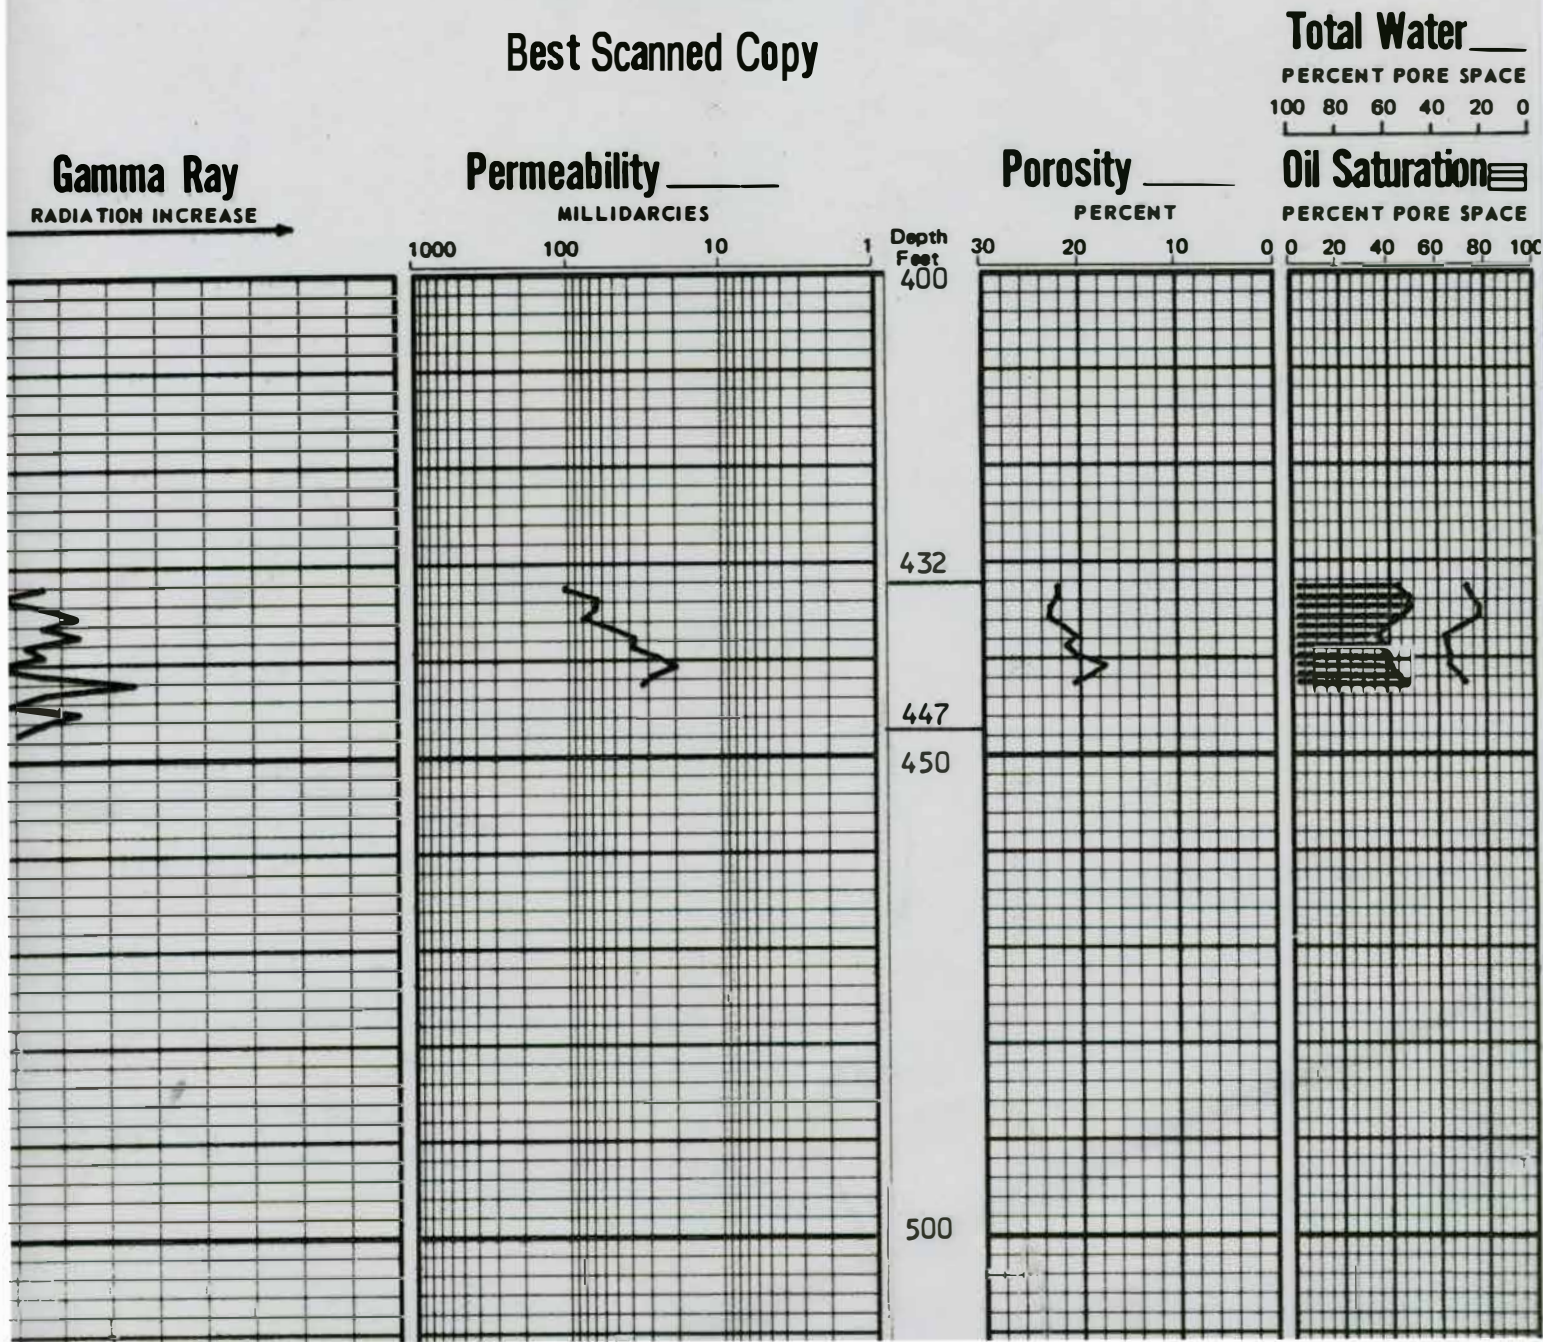 Best Scanned Copy
Total Water
PERCENT PORE SPACE
100 80 60 40 20 0
Gamma Ray
RADIATION INCREASE
Permeability
MILLIDARCIES
1000 100 10 1
Depth
Feet
Porosity
PERCENT
30 20 10 0
Oil Saturation
PERCENT PORE SPACE
0 20 40 60 80 100
400
432
447
450
500